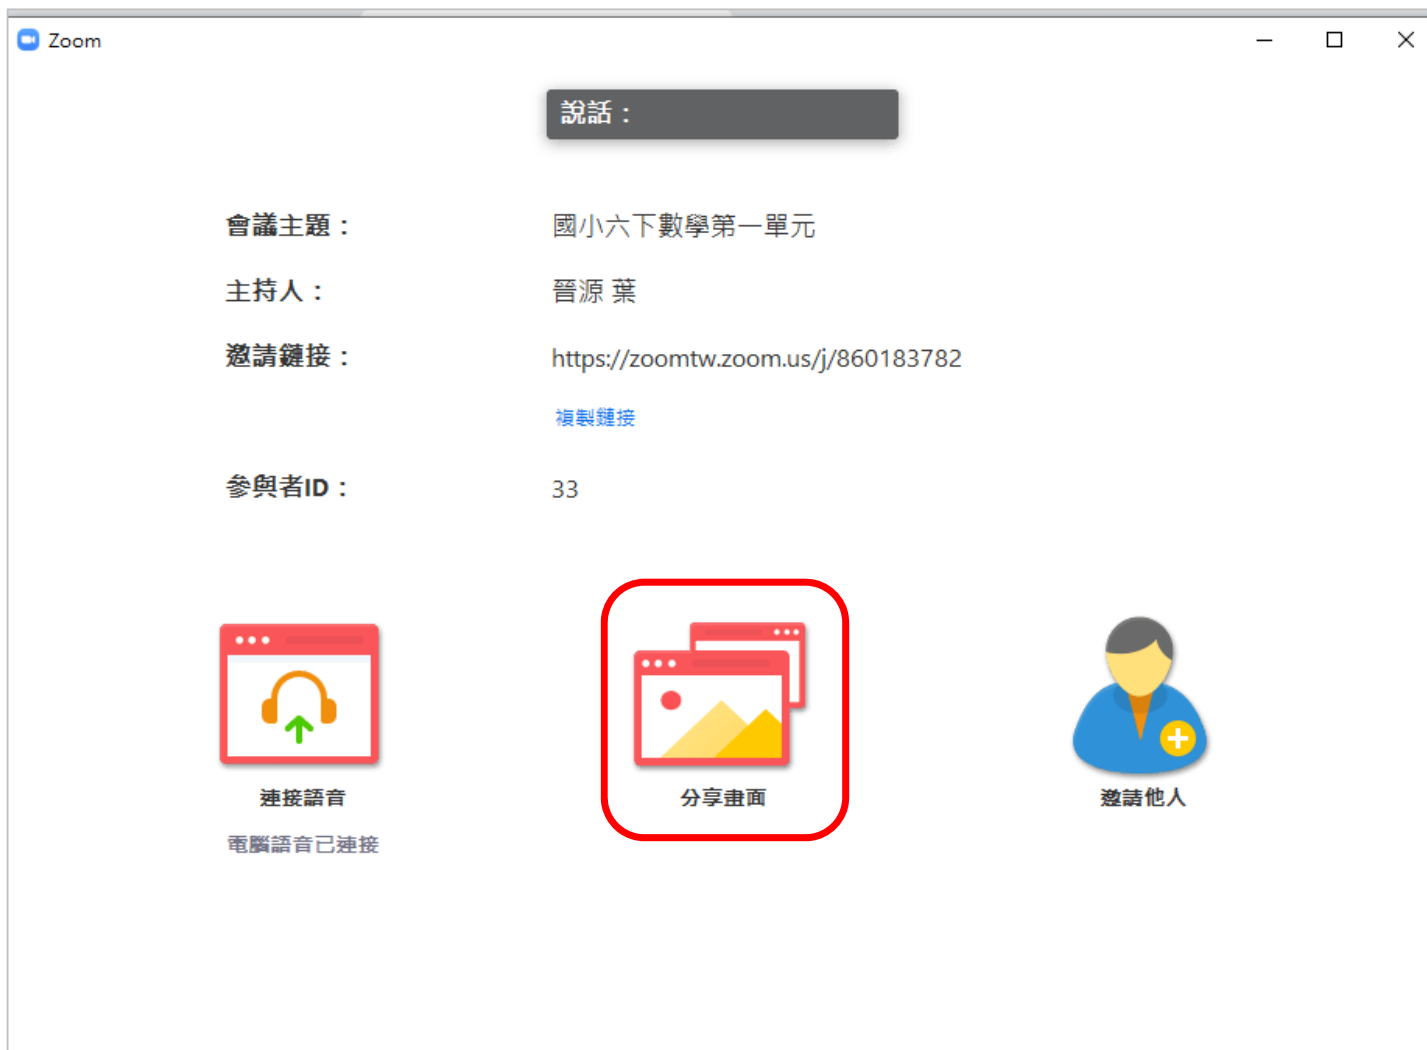 Zoom
說話：
會議主題： 國小六下數學第一單元
主持人： 晉源 葉
邀請鏈接： https://zoomtw.zoom.us/j/860183782
複製鏈接
參與者ID： 33
連接語音 分享畫面 邀請他人
電腦語音已連接